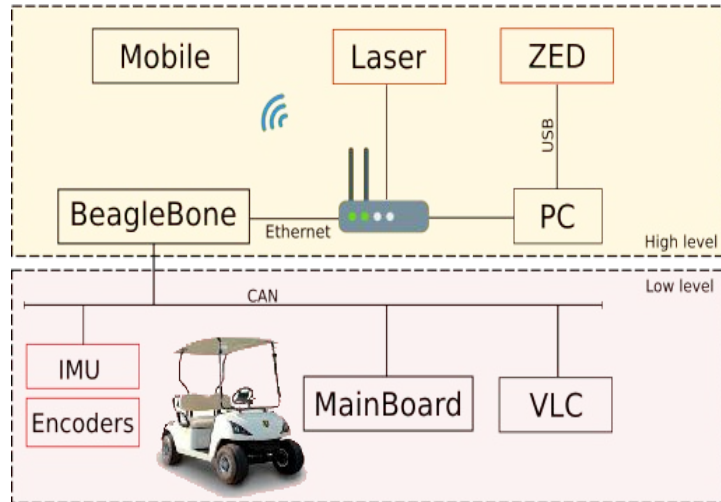 Mobile
Laser
ZED
USB
BeagleBone
Ethernet
PC
High level
Low level
CAN
IMU
MainBoard
VLC
Encoders